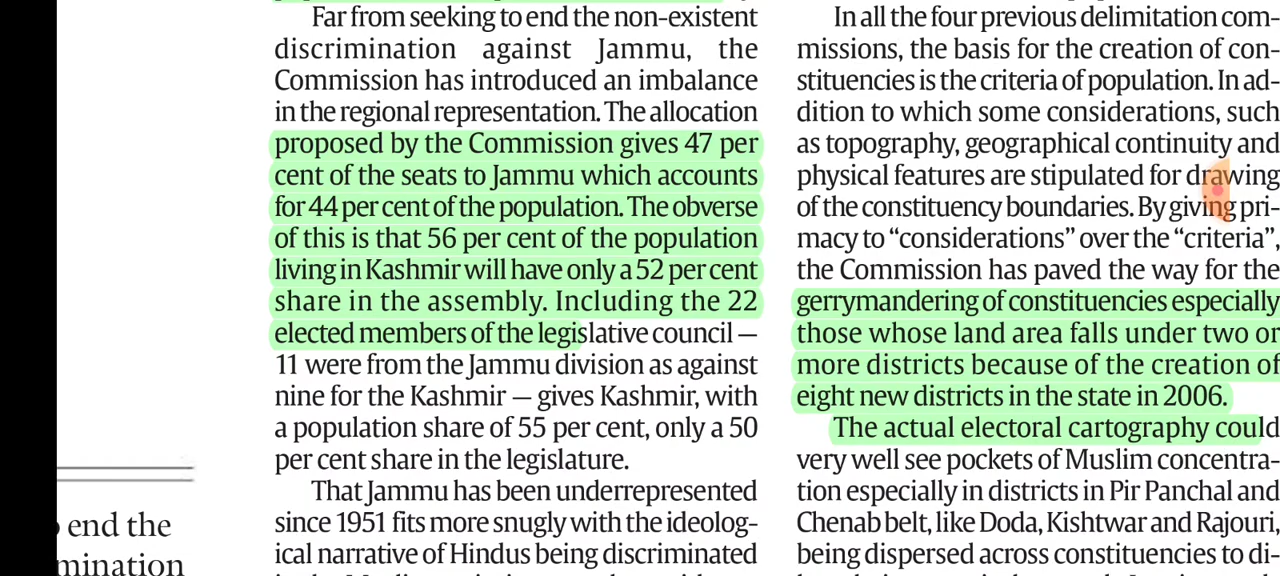 Far from seeking to end the non-existent
discrimination against Jammu, the
Commission has introduced an imbalance
in the regional representation. The allocation
proposed by the Commission gives 47 per
cent of the seats to Jammu which accounts
for 44 per cent of the population. The obverse
of this is that 56 per cent of the population
living in Kashmir will have only a 52 per cent
share in the assembly. Including the 22
elected members of the legislative council —
11 were from the Jammu division as against
nine for the Kashmir — gives Kashmir, with
a population share of 55 per cent, only a 50
per cent share in the legislature.
That Jammu has been underrepresented
since 1951 fits more snugly with the ideolog-
ical narrative of Hindus being discriminated
In all the four previous delimitation com-
missions, the basis for the creation of con-
stituencies is the criteria of population. In ad-
dition to which some considerations, such
as topography, geographical continuity and
physical features are stipulated for drawing
of the constituency boundaries. By giving pri-
macy to “considerations” over the “criteria”,
the Commission has paved the way for the
gerrymandering of constituencies especially
those whose land area falls under two or
more districts because of the creation of
eight new districts in the state in 2006.
The actual electoral cartography could
very well see pockets of Muslim concentra-
tion especially in districts in Pir Panchal and
Chenab belt, like Doda, Kishtwar and Rajouri,
being dispersed across constituencies to di-
end the
mination